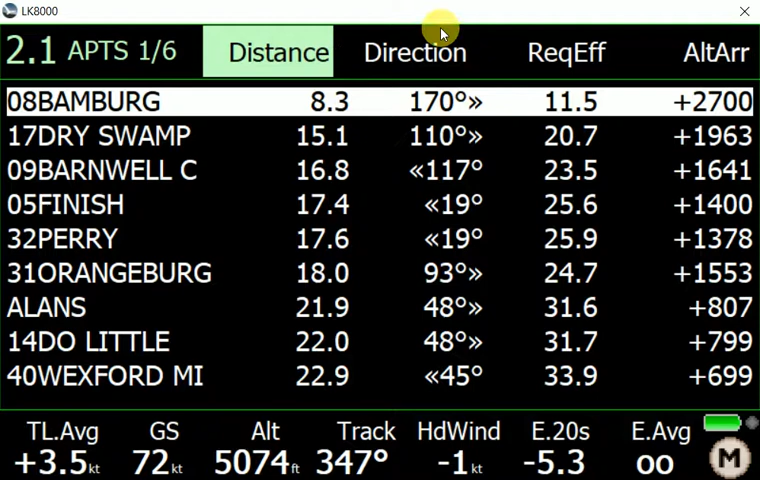 LK8000
2.1 APTS 1/6 Distance Direction ReqEff AltArr
08BAMBURG 8.3 170°» 11.5 +2700
17DRY SWAMP 15.1 110°» 20.7 +1963
09BARNWELL C 16.8 «117° 23.5 +1641
05FINISH 17.4 «19° 25.6 +1400
32PERRY 17.6 «19° 25.9 +1378
31ORANGEBURG 18.0 93°» 24.7 +1553
ALANS 21.9 48°» 31.6 +807
14DO LITTLE 22.0 48°» 31.7 +799
40WEXFORD MI 22.9 «45° 33.9 +699
TL.Avg GS Alt Track HdWind E.20s E.Avg
+3.5kt 72kt 5074ft 347° -1kt -5.3 oo M